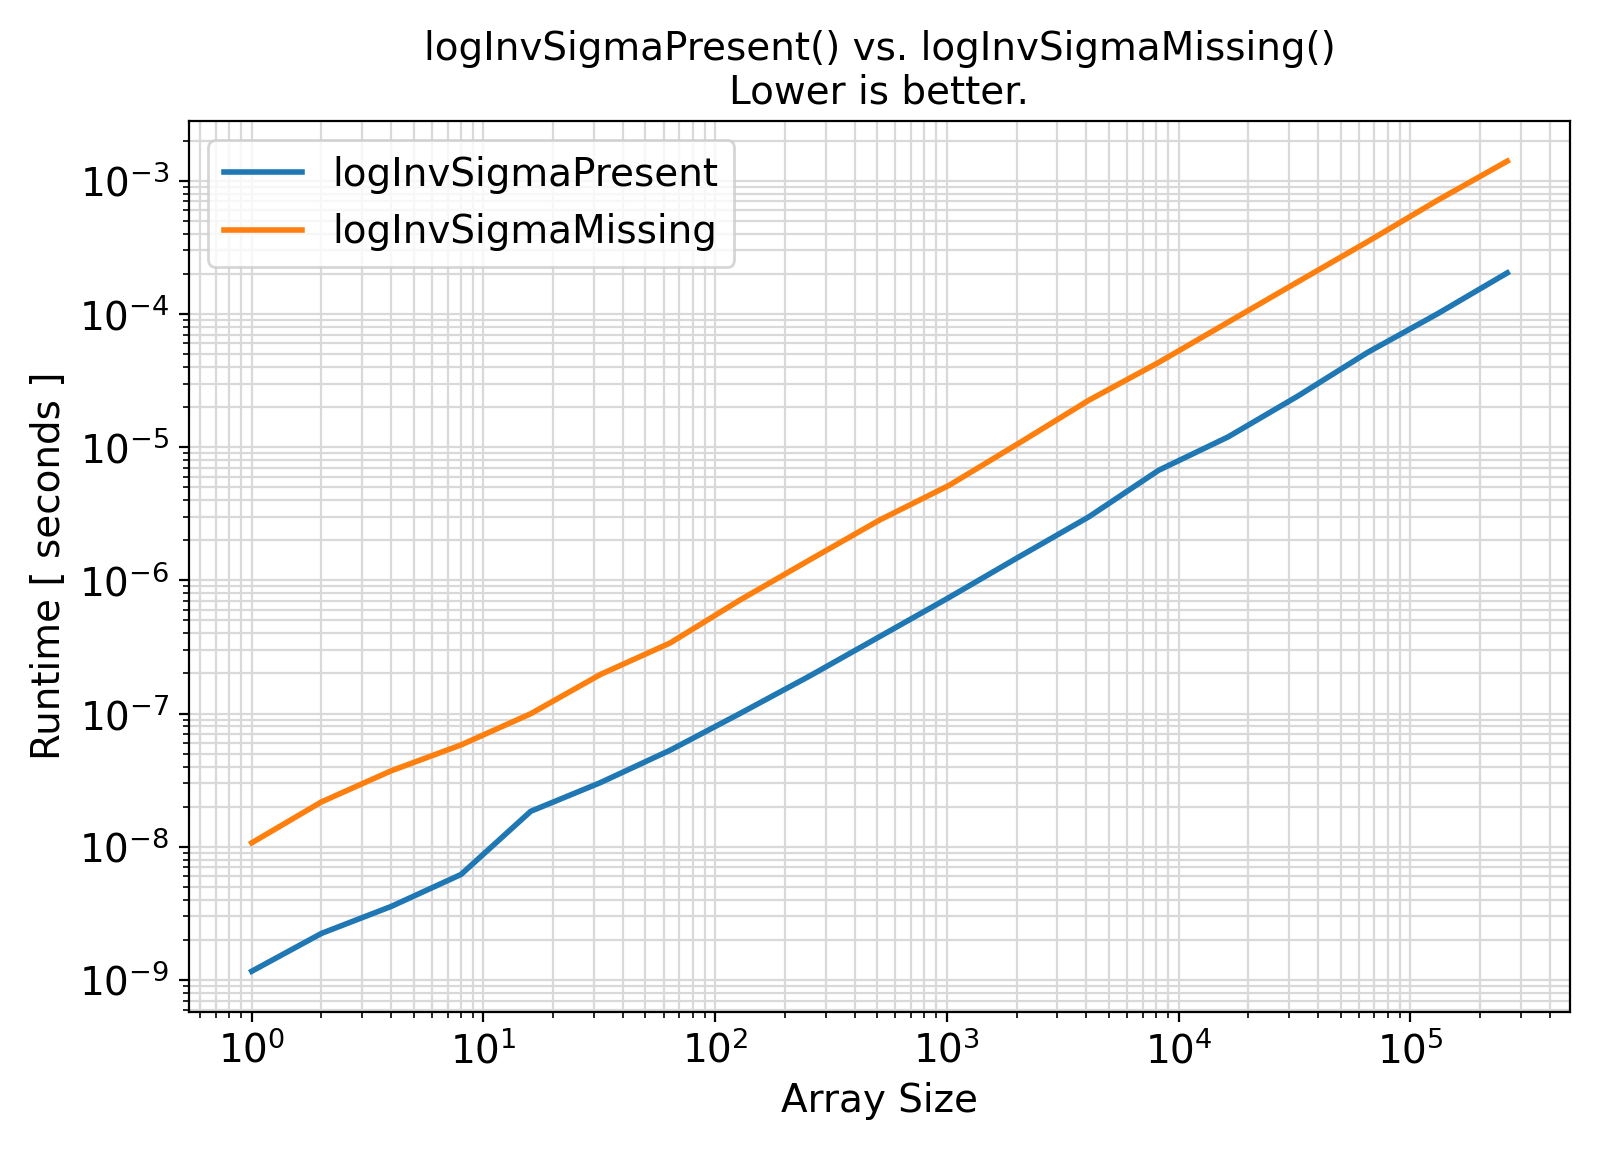 logInvSigmaPresent() vs. logInvSigmaMissing()
Lower is better.
logInvSigmaPresent
logInvSigmaMissing
10⁻³
10⁻⁴
10⁻⁵
10⁻⁶
10⁻⁷
10⁻⁸
10⁻⁹
Runtime [ seconds ]
10⁰ 10¹ 10² 10³ 10⁴ 10⁵
Array Size